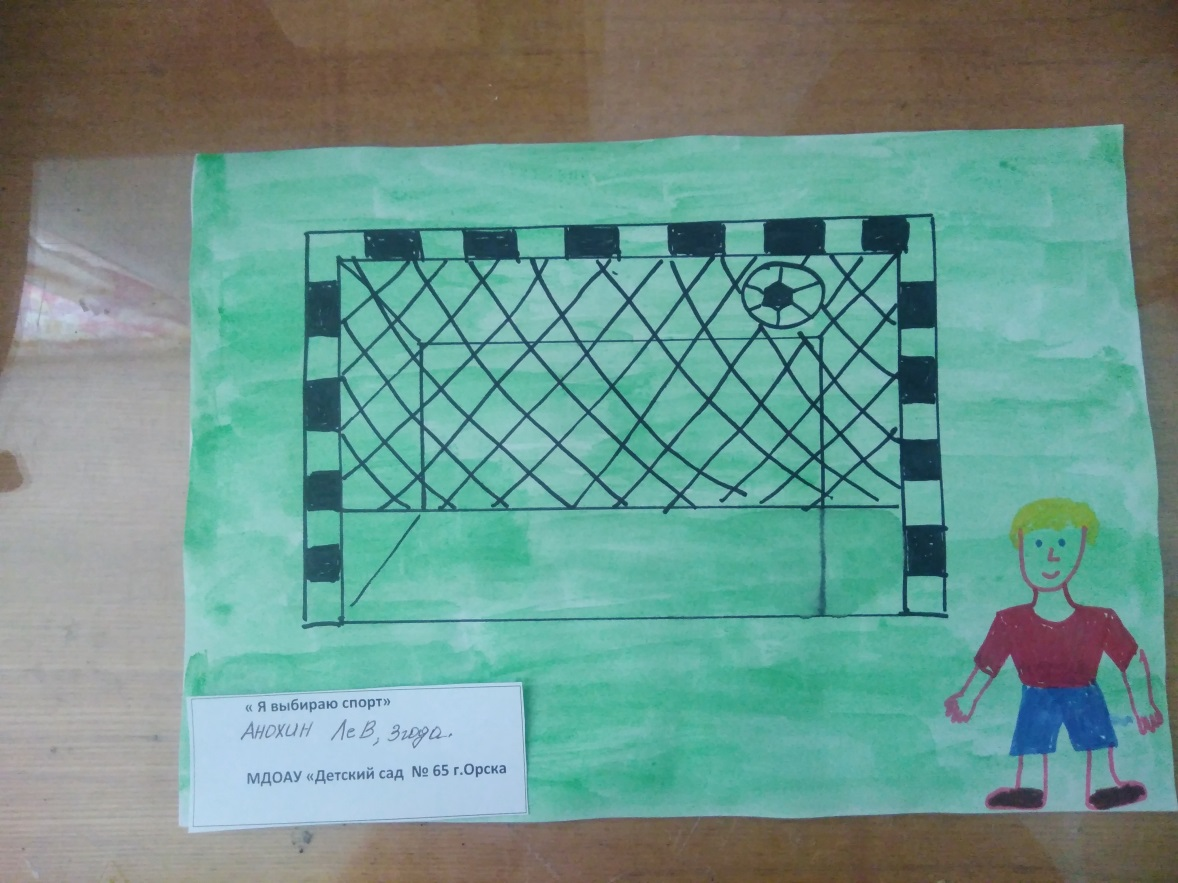 « Я выбираю спорт»
Анохин Лев, 3года.
МДОАУ «Детский сад № 65 г.Орска